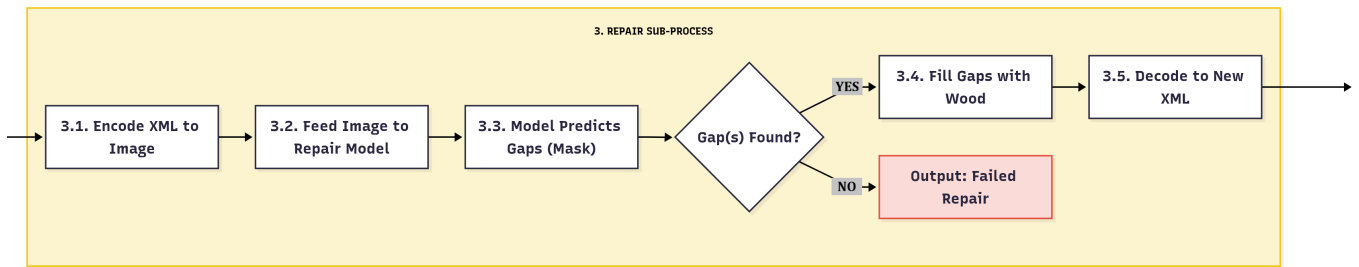 3. REPAIR SUB-PROCESS
3.1. Encode XML to
Image
3.2. Feed Image to
Repair Model
3.3. Model Predicts
Gaps (Mask)
Gap(s) Found?
YES
3.4. Fill Gaps with
Wood
3.5. Decode to New
XML
NO
Output: Failed
Repair